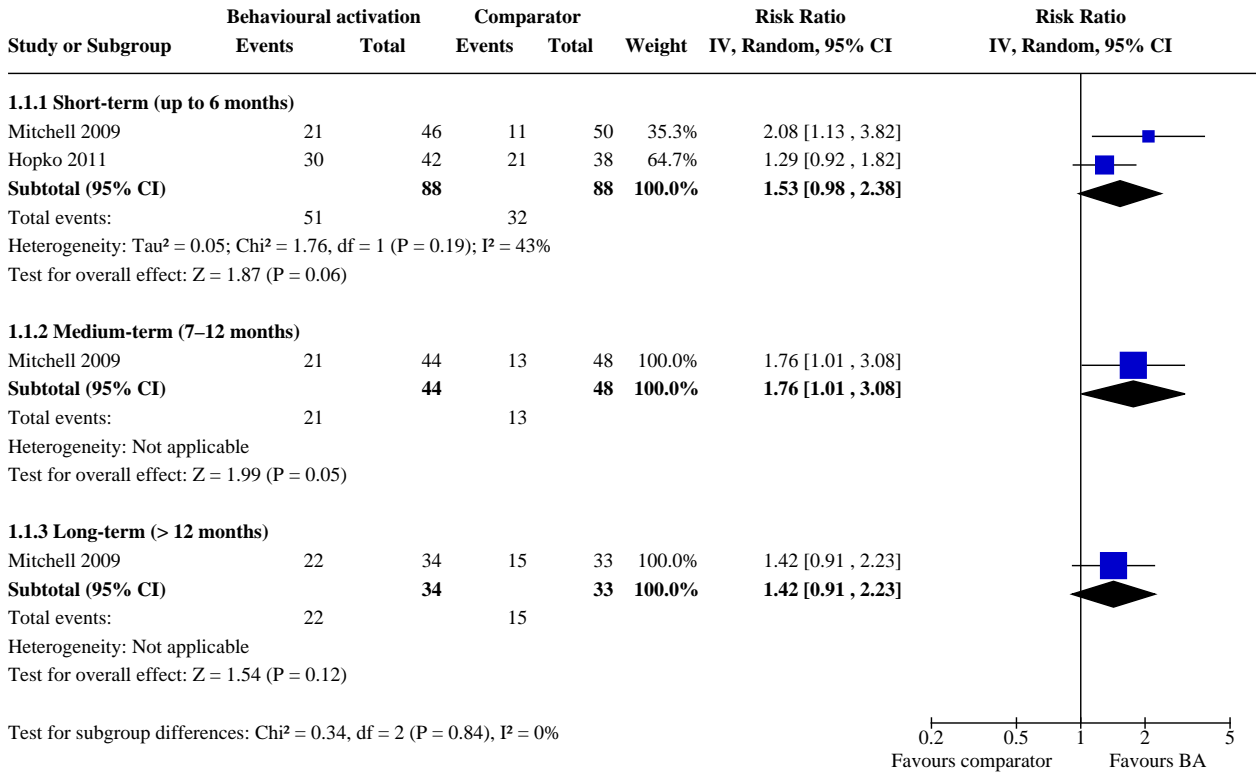 Behavioural activation Comparator Risk Ratio Risk Ratio
Study or Subgroup Events Total Events Total Weight IV, Random, 95% CI IV, Random, 95% CI
1.1.1 Short-term (up to 6 months)
Mitchell 2009 21 46 11 50 35.3% 2.08 [1.13 , 3.82]
Hopko 2011 30 42 21 38 64.7% 1.29 [0.92 , 1.82]
Subtotal (95% CI) 88 88 100.0% 1.53 [0.98 , 2.38]
Total events: 51 32
Heterogeneity: Tau² = 0.05; Chi² = 1.76, df = 1 (P = 0.19); I² = 43%
Test for overall effect: Z = 1.87 (P = 0.06)
1.1.2 Medium-term (7–12 months)
Mitchell 2009 21 44 13 48 100.0% 1.76 [1.01 , 3.08]
Subtotal (95% CI) 44 48 100.0% 1.76 [1.01 , 3.08]
Total events: 21 13
Heterogeneity: Not applicable
Test for overall effect: Z = 1.99 (P = 0.05)
1.1.3 Long-term (> 12 months)
Mitchell 2009 22 34 15 33 100.0% 1.42 [0.91 , 2.23]
Subtotal (95% CI) 34 33 100.0% 1.42 [0.91 , 2.23]
Total events: 22 15
Heterogeneity: Not applicable
Test for overall effect: Z = 1.54 (P = 0.12)
Test for subgroup differences: Chi² = 0.34, df = 2 (P = 0.84), I² = 0%
0.2 0.5 1 2 5
Favours comparator Favours BA